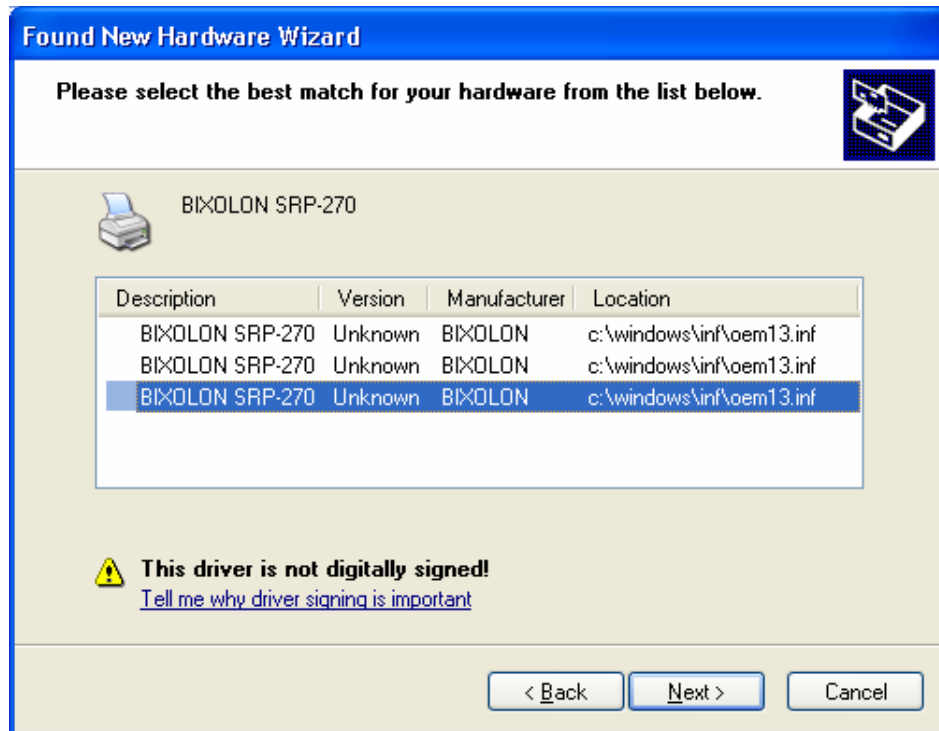 Found New Hardware Wizard
Please select the best match for your hardware from the list below.
BIXOLON SRP-270
Description Version Manufacturer Location
BIXOLON SRP-270 Unknown BIXOLON c:\windows\inf\oem13.inf
BIXOLON SRP-270 Unknown BIXOLON c:\windows\inf\oem13.inf
BIXOLON SRP-270 Unknown BIXOLON c:\windows\inf\oem13.inf
This driver is not digitally signed!
Tell me why driver signing is important
< Back Next > Cancel